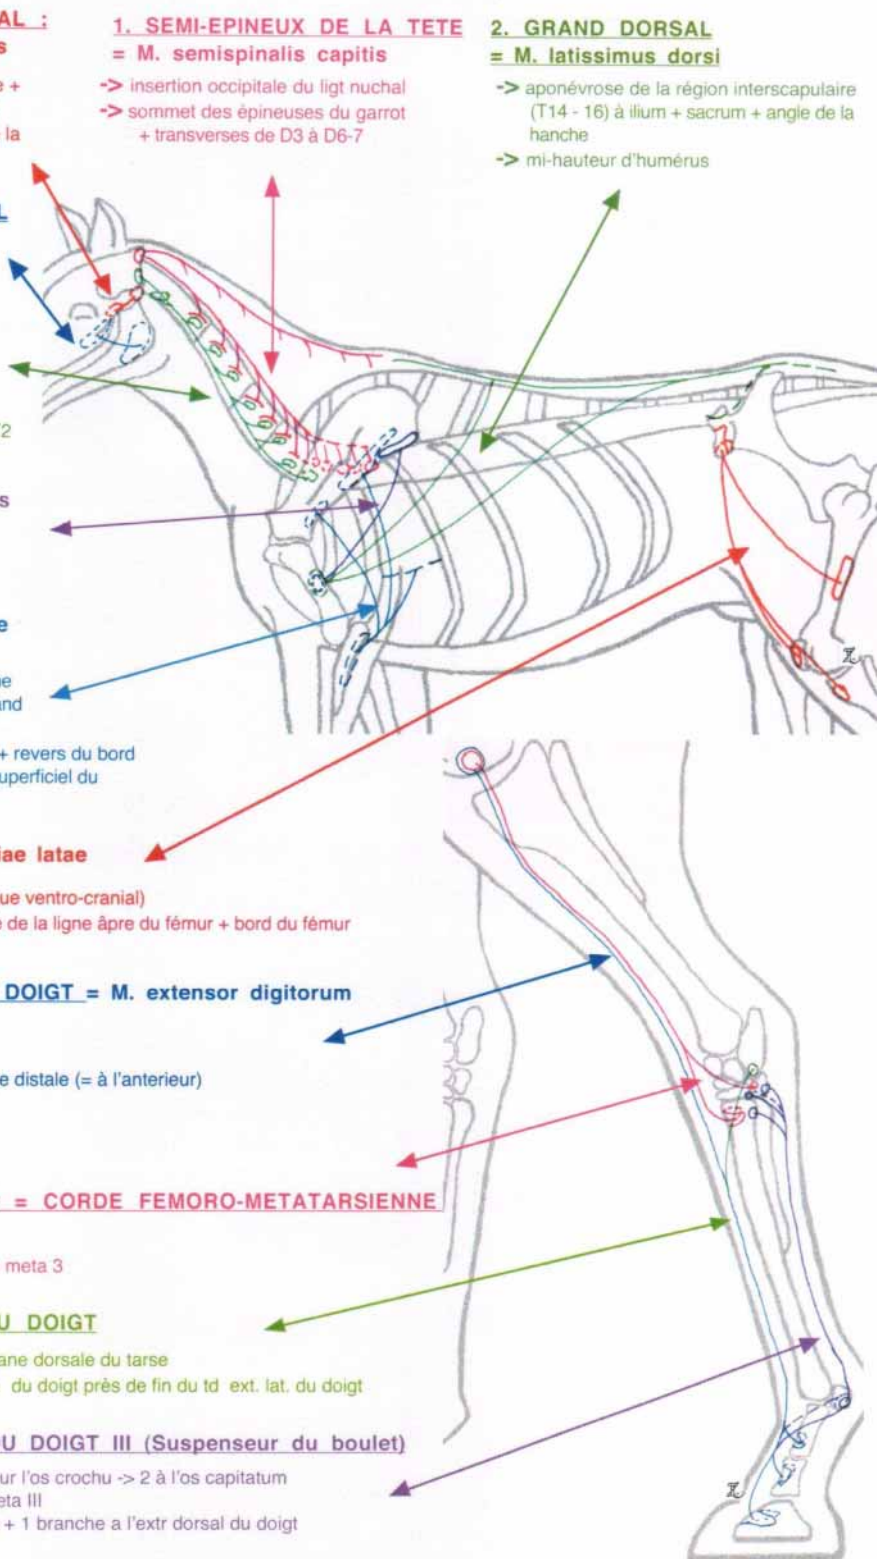 AL :
s
e +
la
1. SEMI-EPINEUX DE LA TETE
= M. semispinalis capitis
-> insertion occipitale du ligt nuchal
-> sommet des épineuses du garrot
+ transverses de D3 à D6-7
2. GRAND DORSAL
= M. latissimus dorsi
-> aponévrose de la région interscapulaire
(T14 - 16) à ilium + sacrum + angle de la
hanche
-> mi-hauteur d'humérus
L
2
s
e
ne
and
+ revers du bord
uperficiel du
iae latae
que ventro-cranial)
e de la ligne âpre du fémur + bord du fémur
DOIGT = M. extensor digitorum
e distale (= à l'anterieur)
= CORDE FEMORO-METATARSIENNE
meta 3
U DOIGT
ane dorsale du tarse
du doigt près de fin du td ext. lat. du doigt
DU DOIGT III (Suspenseur du boulet)
ur l'os crochu -> 2 à l'os capitatum
eta III
+ 1 branche a l'extr dorsal du doigt